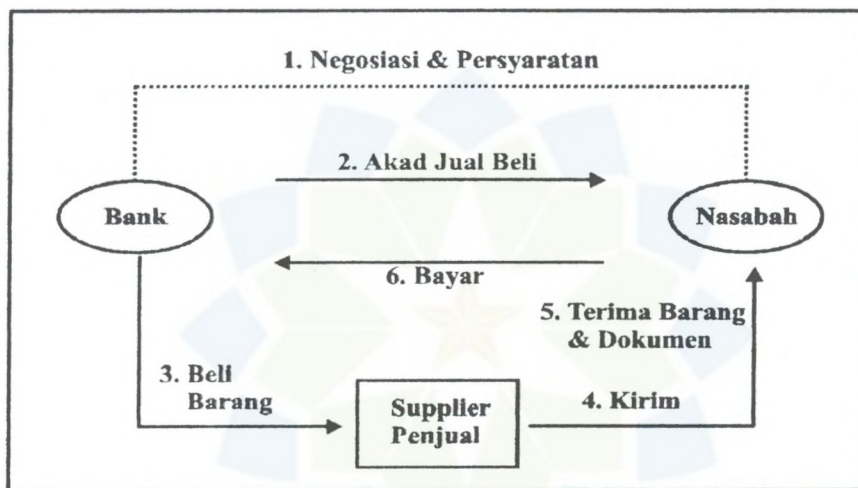 1. Negosiasi & Persyaratan
2. Akad Jual Beli
Bank
Nasabah
6. Bayar
5. Terima Barang
& Dokumen
3. Beli
Barang
Supplier
Penjual
4. Kirim